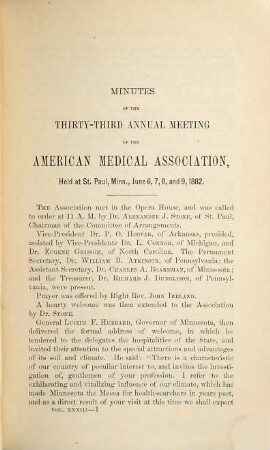 MINUTES
OF THE
THIRTY-THIRD ANNUAL MEETING
OF THE
AMERICAN MEDICAL ASSOCIATION,
Held at St. Paul, Minn., June 6, 7, 8, and 9, 1882.
THE Association met in the Opera House, and was called
to order at 11 A. M. by Dr. ALEXANDER J. STONE, of St. Paul,
Chairman of the Committee of Arrangements.
Vice-President Dr. P. O. HOOPER, of Arkansas, presided,
assisted by Vice-Presidents Dr. L. CONNOR, of Michigan, and
Dr. EUGENE GRISSOM, of North Carolina. The Permanent
Secretary, Dr. WILLIAM B. ATKINSON, of Pennsylvania; the
Assistant Secretary, Dr. CHARLES A. BOARDMAN, of Minnesota;
and the Treasurer, Dr. RICHARD J. DUNGLISON, of Pennsyl-
vania, were present.
Prayer was offered by Right Rev. JOHN IRELAND.
A hearty welcome was then extended to the Association by
Dr. STONE.
General LUCIUS F. HUBBARD, Governor of Minnesota, then
delivered the formal address of welcome, in which he
tendered to the delegates the hospitalities of the State, and
invited their attention to the special attractions and advantages
of its soil and climate. He said: "There is a characteristic
of our country of peculiar interest to, and invites the investiga-
tion of, gentlemen of your profession. I refer to the
exhilarating and vitalizing influence of our climate, which has
made Minnesota the Mecca for health-searchers in years past,
and as a direct result of your visit at this time we shall expect
VOL. XXXIII—1